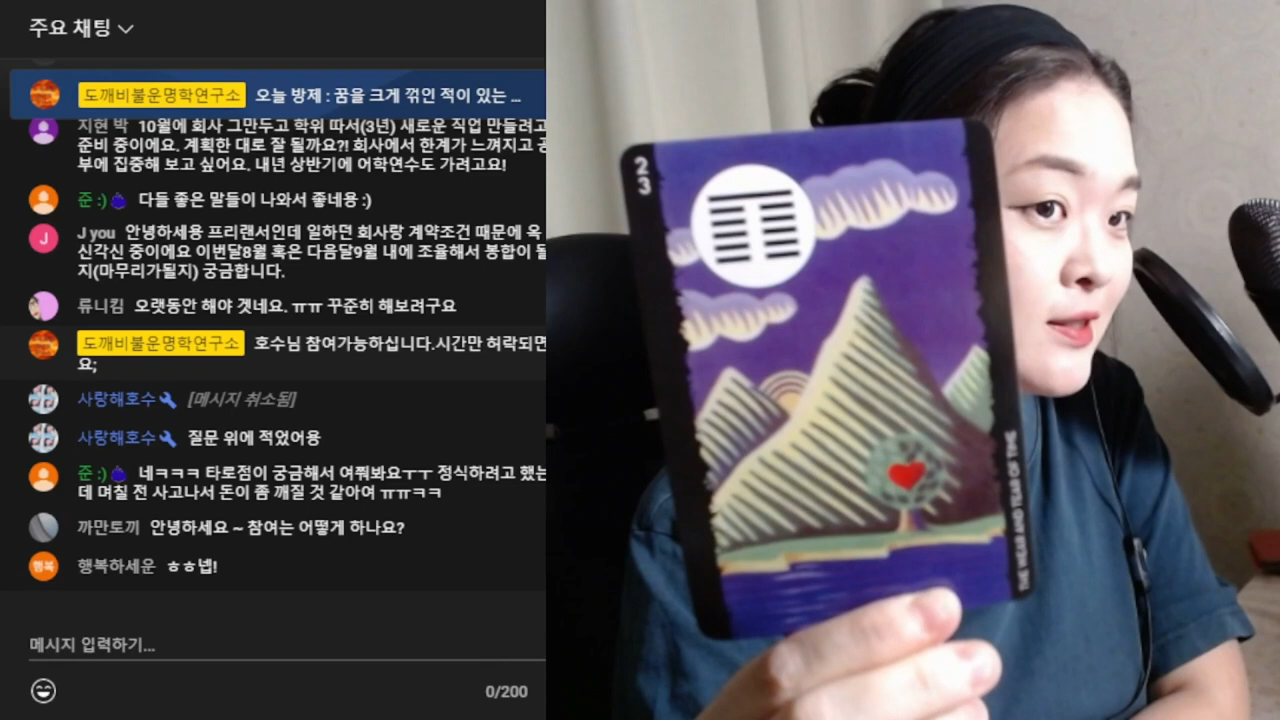 주요 채팅
도깨비불운명학연구소 오늘 방제 : 꿈을 크게 꺾인 적이 있는 ...
지현 박 10월에 회사 그만두고 학위 따서(3년) 새로운 직업 만들려고
준비 중이에요. 계획한 대로 잘 될까요?! 회사에서 한계가 느껴지고 공
부에 집중해 보고 싶어요. 내년 상반기에 어학연수도 가려고요!
준 :) 다들 좋은 말들이 나와서 좋네용 :)
J
J you 안녕하세용 프리랜서인데 일하던 회사랑 계약조건 때문에 옥
신각신 중이에요 이번달8월 혹은 다음달9월 내에 조율해서 봉합이 될
지(마무리가될지) 궁금합니다.
류니킴 오랫동안 해야 겟네요. ㅠㅠ 꾸준히 해보려구요
도깨비불운명학연구소 호수님 참여가능하십니다.시간만 허락되면
요;
사랑해호수 [메시지 취소됨]
사랑해호수 질문 위에 적었어용
준 :) 네ㅋㅋㅋ 타로점이 궁금해서 여쭤봐요ㅜㅜ 정식하려고 했는
데 며칠 전 사고나서 돈이 좀 깨질 것 같아여 ㅠㅠㅋㅋ
까만토끼 안녕하세요 ~ 참여는 어떻게 하나요?
행복
행복하세운 ㅎㅎ넵!
메시지 입력하기...
0/200
23
THE WEAR AND TEAR OF TIME